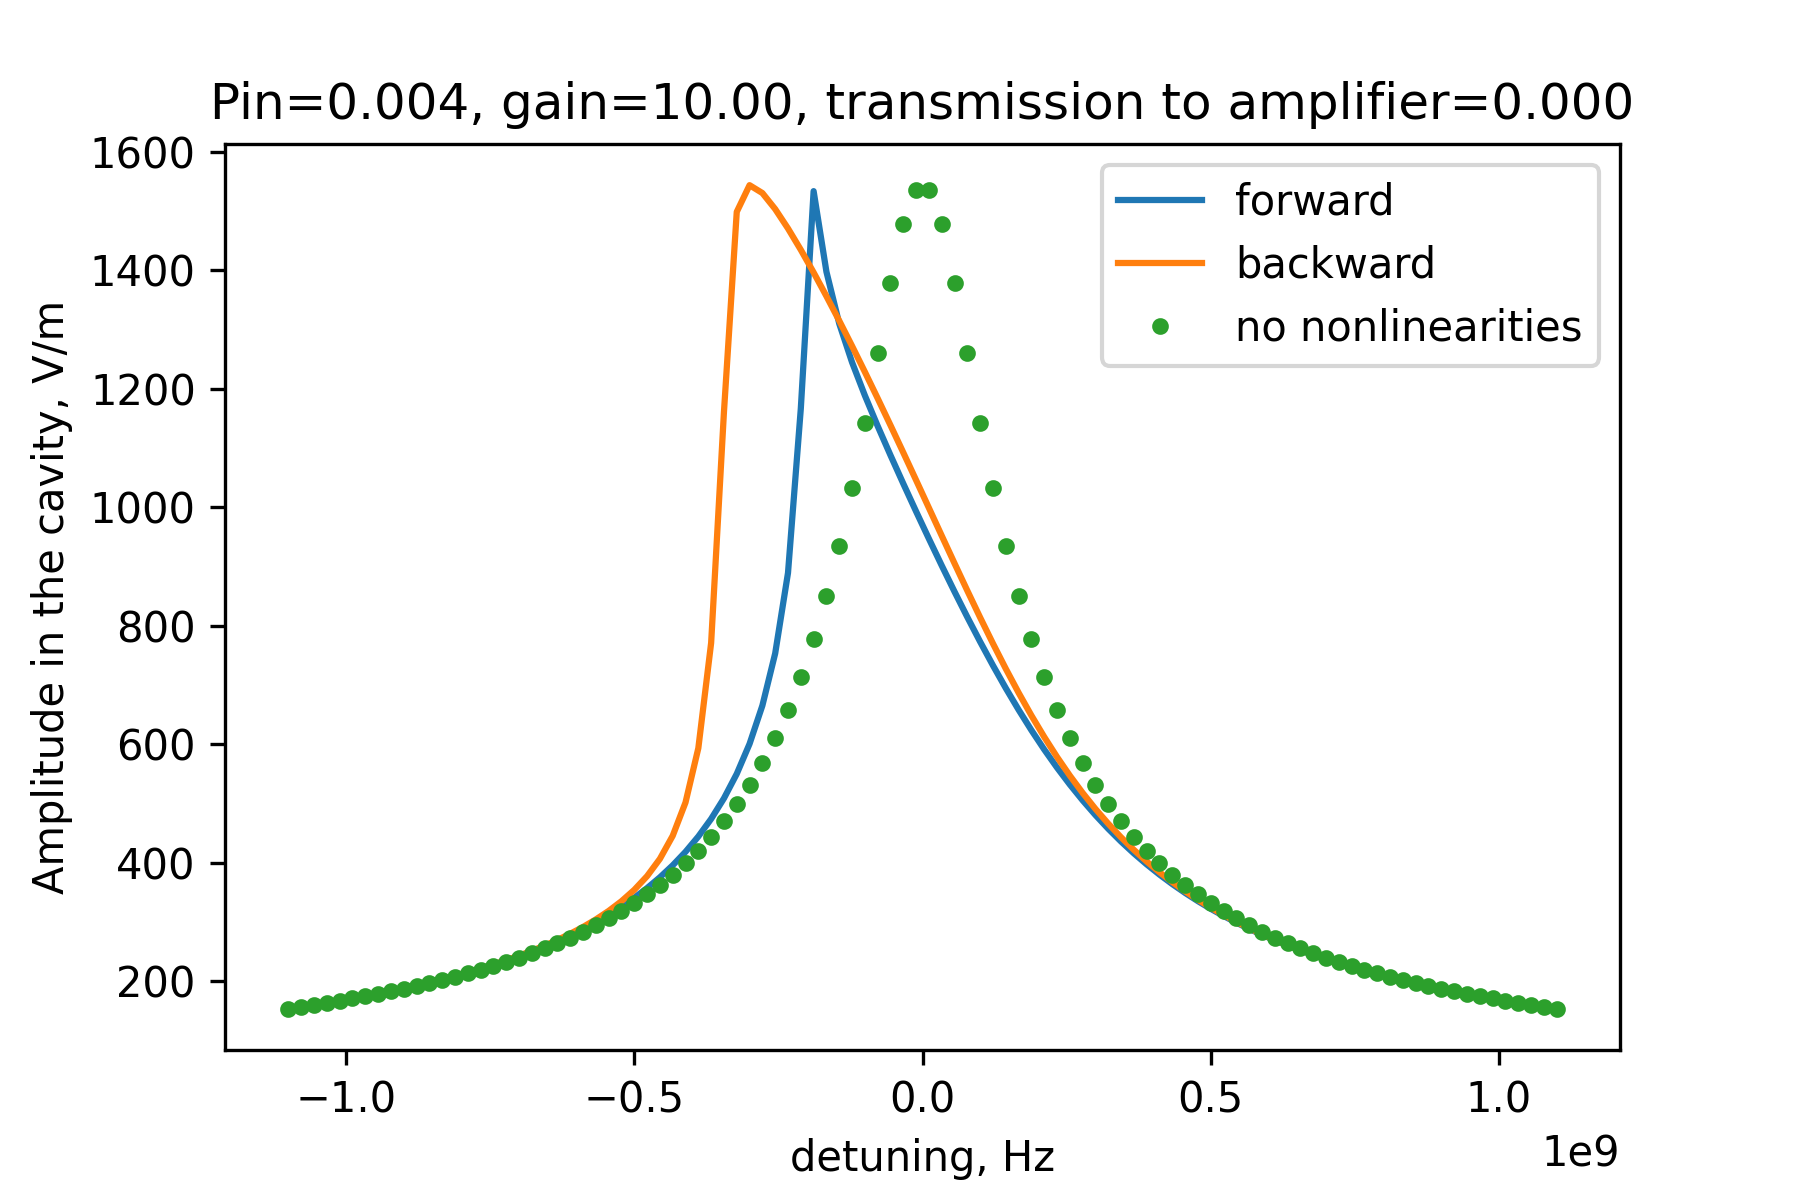 Pin=0.004, gain=10.00, transmission to amplifier=0.000
1600
1400
1200
1000
800
600
400
200
Amplitude in the cavity, V/m
forward
backward
no nonlinearities
−1.0
−0.5
0.0
0.5
1.0
1e9
detuning, Hz